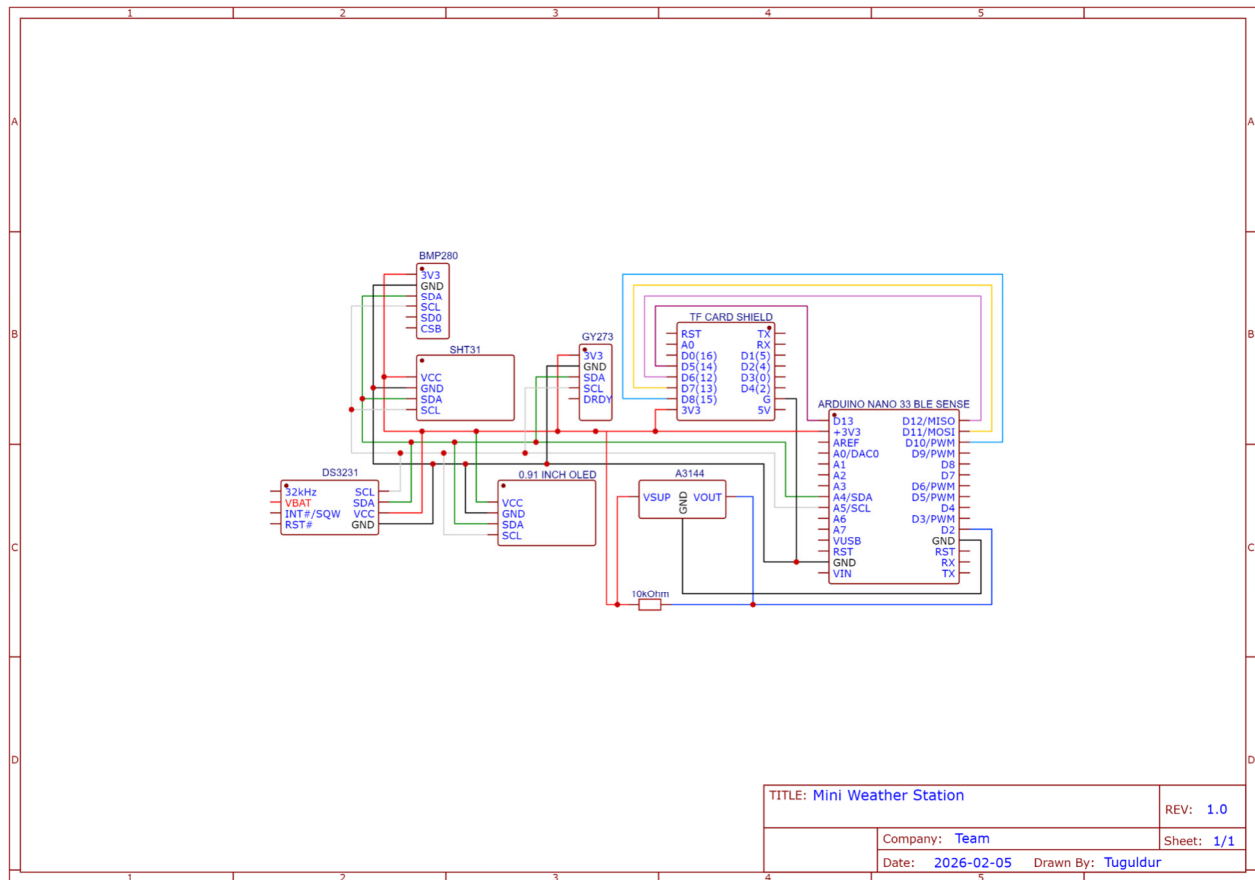 1 2 3 4 5
A A
B B
C C
D D
1 2 3 4 5
BMP280
3V3
GND
SDA
SCL
SD0
CSB
SHT31
VCC
GND
SDA
SCL
GY273
3V3
GND
SDA
SCL
DRDY
TF CARD SHIELD
RST TX
A0 RX
D0(16) D1(5)
D5(14) D2(4)
D6(12) D3(0)
D7(13) D4(2)
D8(15) G
3V3 5V
ARDUINO NANO 33 BLE SENSE
D13 D12/MISO
+3V3 D11/MOSI
AREF D10/PWM
A0/DAC0 D9/PWM
A1 D8
A2 D7
A3 D6/PWM
A4/SDA D5/PWM
A5/SCL D4
A6 D3/PWM
A7 D2
VUSB GND
RST RST
GND RX
VIN TX
DS3231
32kHz SCL
VBAT SDA
INT#/SQW VCC
RST# GND
0.91 INCH OLED
VCC
GND
SDA
SCL
A3144
VSUP GND VOUT
10kOhm
TITLE: Mini Weather Station
REV: 1.0
Company: Team
Sheet: 1/1
Date: 2026-02-05 Drawn By: Tuguldur